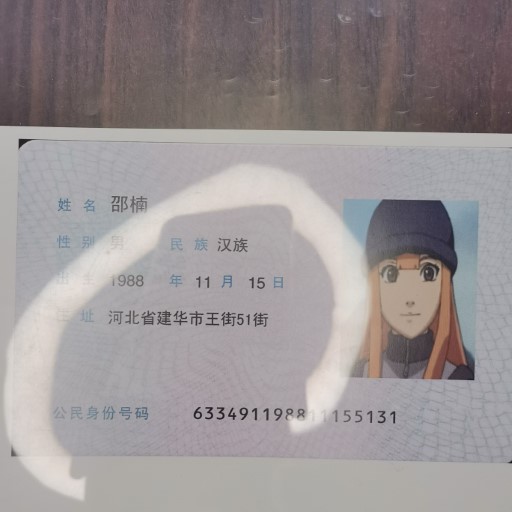 姓名 邵楠
性别 男 民族 汉族
出生 1988 年 11 月 15 日
住址 河北省建华市王街51街
公民身份号码 633491198811155131